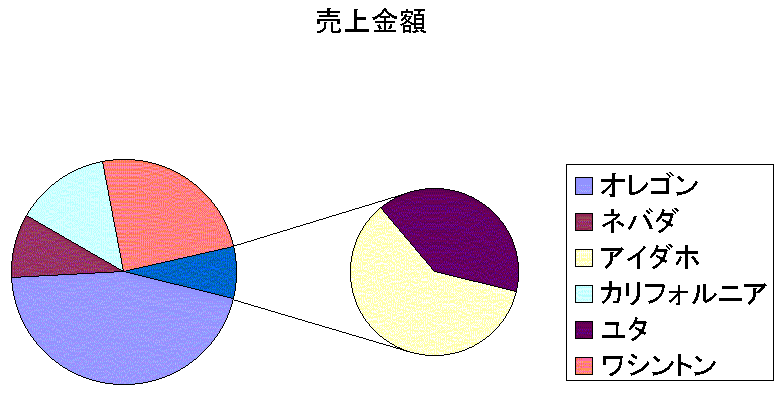 売上金額
オレゴン
ネバダ
アイダホ
カリフォルニア
ユタ
ワシントン